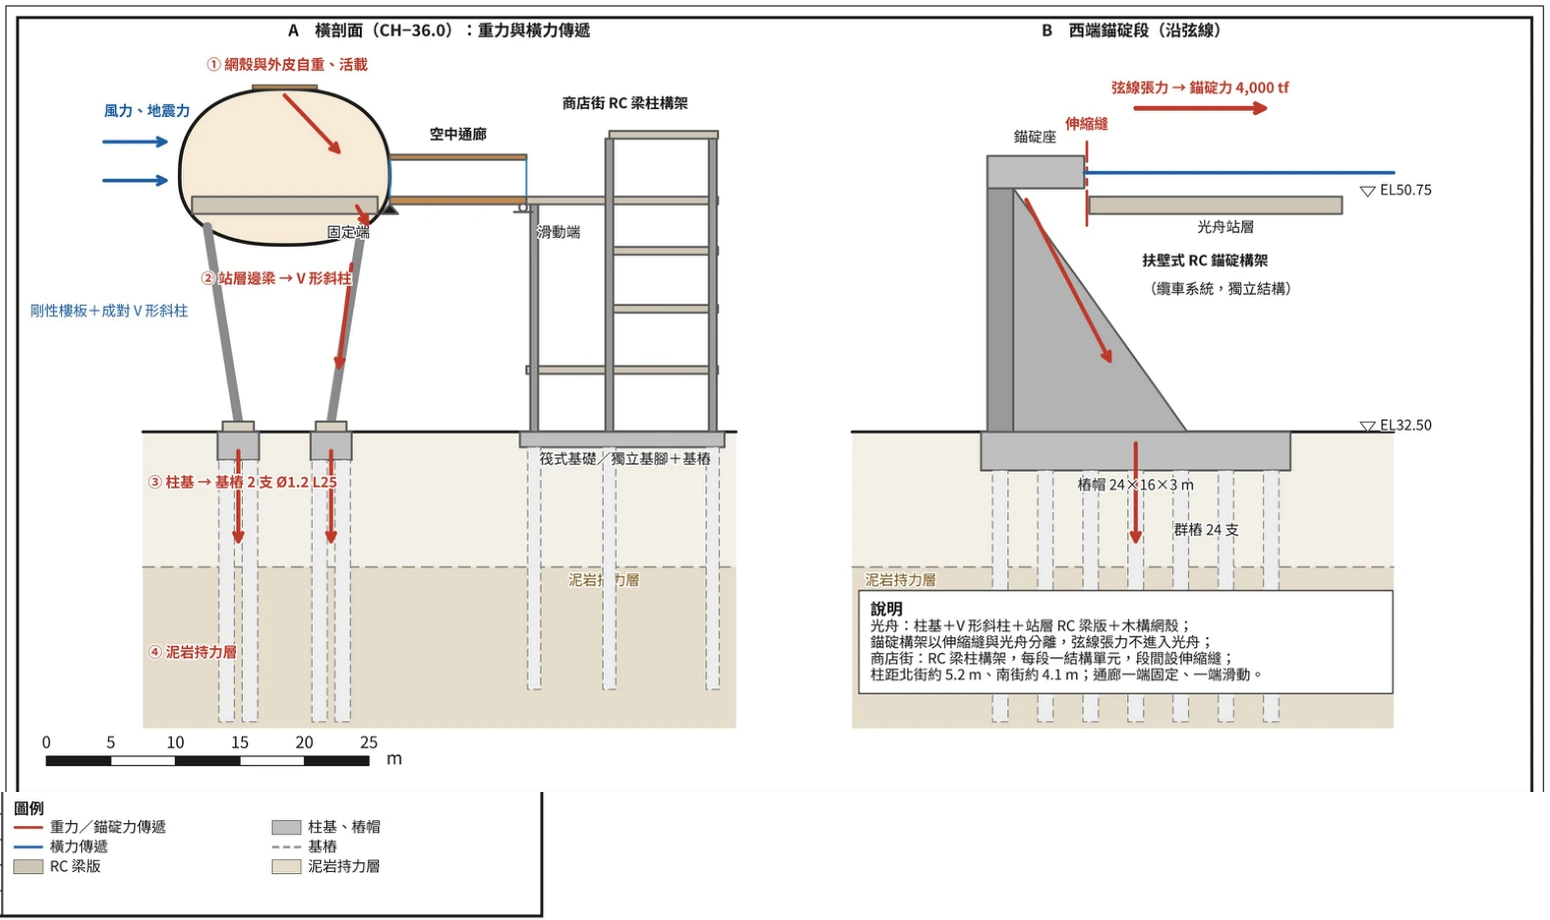 A 橫剖面（CH−36.0）：重力與橫力傳遞
① 網殼與外皮自重、活載
風力、地震力
空中通廊
商店街 RC 梁柱構架
固定端
滑動端
② 站層邊梁 → V 形斜柱
剛性樓板＋成對 V 形斜柱
筏式基礎／獨立基腳＋基樁
③ 柱基 → 基樁 2 支 Ø1.2 L25
泥岩持力層
④ 泥岩持力層
0 5 10 15 20 25 m
B 西端錨碇段（沿弦線）
弦線張力 → 錨碇力 4,000 tf
伸縮縫
錨碇座
EL50.75
光舟站層
扶壁式 RC 錨碇構架
（纜車系統，獨立結構）
EL32.50
樁帽 24×16×3 m
群樁 24 支
泥岩持力層
說明
光舟：柱基＋V 形斜柱＋站層 RC 梁版＋木構網殼；
錨碇構架以伸縮縫與光舟分離，弦線張力不進入光舟；
商店街：RC 梁柱構架，每段一結構單元，段間設伸縮縫；
柱距北街約 5.2 m、南街約 4.1 m；通廊一端固定、一端滑動。
圖例
重力／錨碇力傳遞
橫力傳遞
RC 梁版
柱基、樁帽
基樁
泥岩持力層